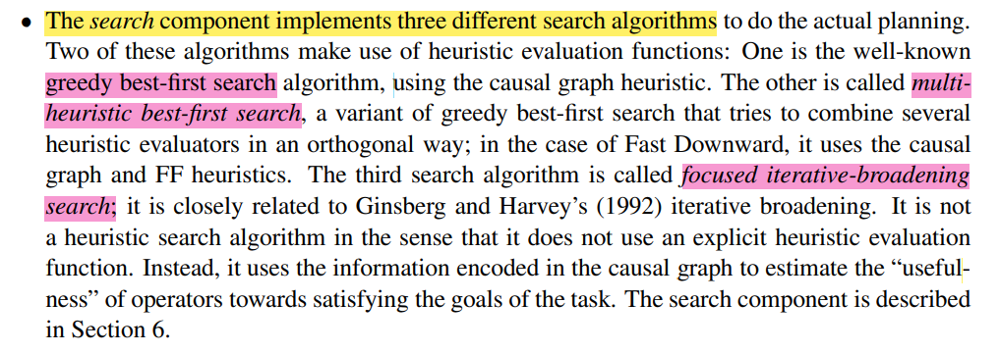 • The search component implements three different search algorithms to do the actual planning.
Two of these algorithms make use of heuristic evaluation functions: One is the well-known
greedy best-first search algorithm, using the causal graph heuristic. The other is called multi-
heuristic best-first search, a variant of greedy best-first search that tries to combine several
heuristic evaluators in an orthogonal way; in the case of Fast Downward, it uses the causal
graph and FF heuristics. The third search algorithm is called focused iterative-broadening
search; it is closely related to Ginsberg and Harvey’s (1992) iterative broadening. It is not
a heuristic search algorithm in the sense that it does not use an explicit heuristic evaluation
function. Instead, it uses the information encoded in the causal graph to estimate the “useful-
ness” of operators towards satisfying the goals of the task. The search component is described
in Section 6.